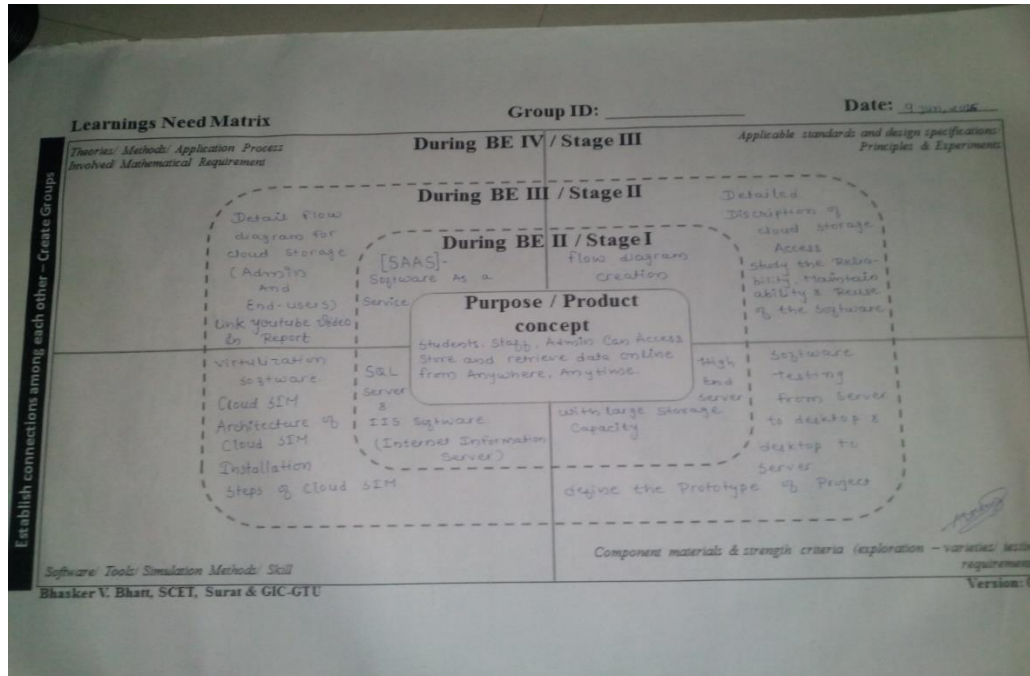 Learnings Need Matrix
Group ID:
Date: 9
Establish connections among each other – Create Groups
Theories/ Methods/ Application Process
Involved/ Mathematical Requirement
During BE IV / Stage III
Applicable standards and design specifications/
Principles & Experiments
During BE III / Stage II
Detail flow
diagram for
cloud storage
(Admin
And
End-users)
Link Youtube Video
In Report
Detailed
Discription of
cloud storage
Access
Study the Relia-
bility, Maintain
ability & Reuse
of the software
During BE II / Stage I
[SAAS]-
Software As a
Service
flow diagram
creation
Purpose / Product
concept
Students, Staff, Admin Can Access
Store and retrieve data online
from Anywhere, Anytime.
Virtulization
software
Cloud SIM
Architecture of
Cloud SIM
Installation
Steps of Cloud SIM
SQL
Server
&
IIS Software
(Internet Information
Server)
High
End
server
with large Storage
Capacity
Software
Testing
from Server
to desktop &
desktop to
Server
define the Prototype of Project
Software/ Tools/ Simulation Methods/ Skill
Component materials & strength criteria (exploration – varieties/ testin
requiremen
Bhasker V. Bhatt, SCET, Surat & GIC-GTU
Version: